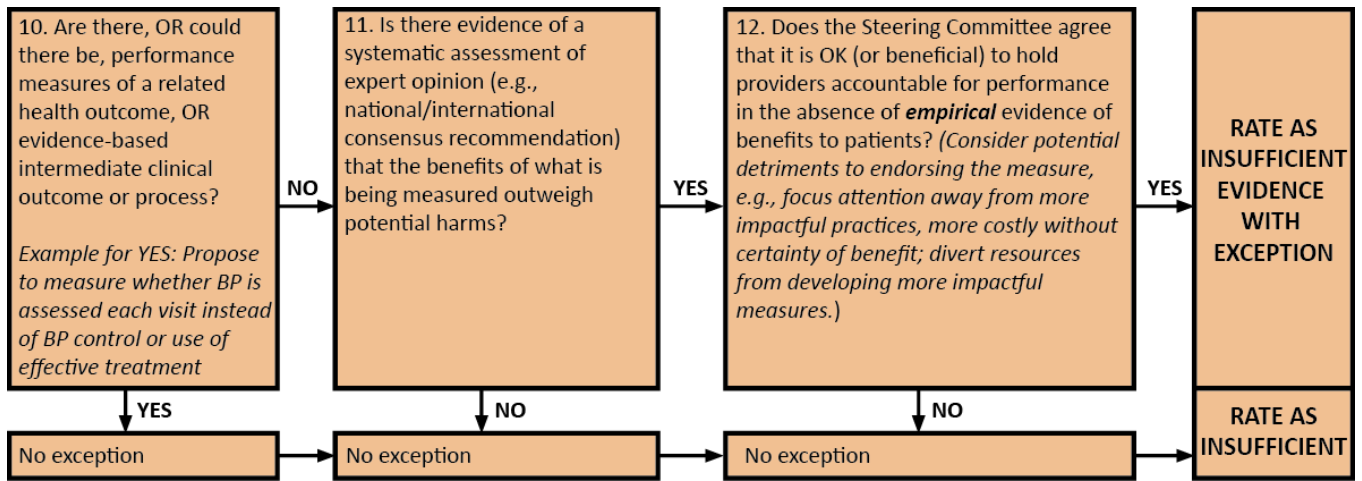 10. Are there, OR could
there be, performance
measures of a related
health outcome, OR
evidence-based
intermediate clinical
outcome or process?
Example for YES: Propose
to measure whether BP is
assessed each visit instead
of BP control or use of
effective treatment
NO
11. Is there evidence of a
systematic assessment of
expert opinion (e.g.,
national/international
consensus recommendation)
that the benefits of what is
being measured outweigh
potential harms?
YES
12. Does the Steering Committee agree
that it is OK (or beneficial) to hold
providers accountable for performance
in the absence of empirical evidence of
benefits to patients? (Consider potential
detriments to endorsing the measure,
e.g., focus attention away from more
impactful practices, more costly without
certainty of benefit; divert resources
from developing more impactful
measures.)
YES
RATE AS
INSUFFICIENT
EVIDENCE
WITH
EXCEPTION
YES
NO
NO
No exception
No exception
No exception
RATE AS
INSUFFICIENT